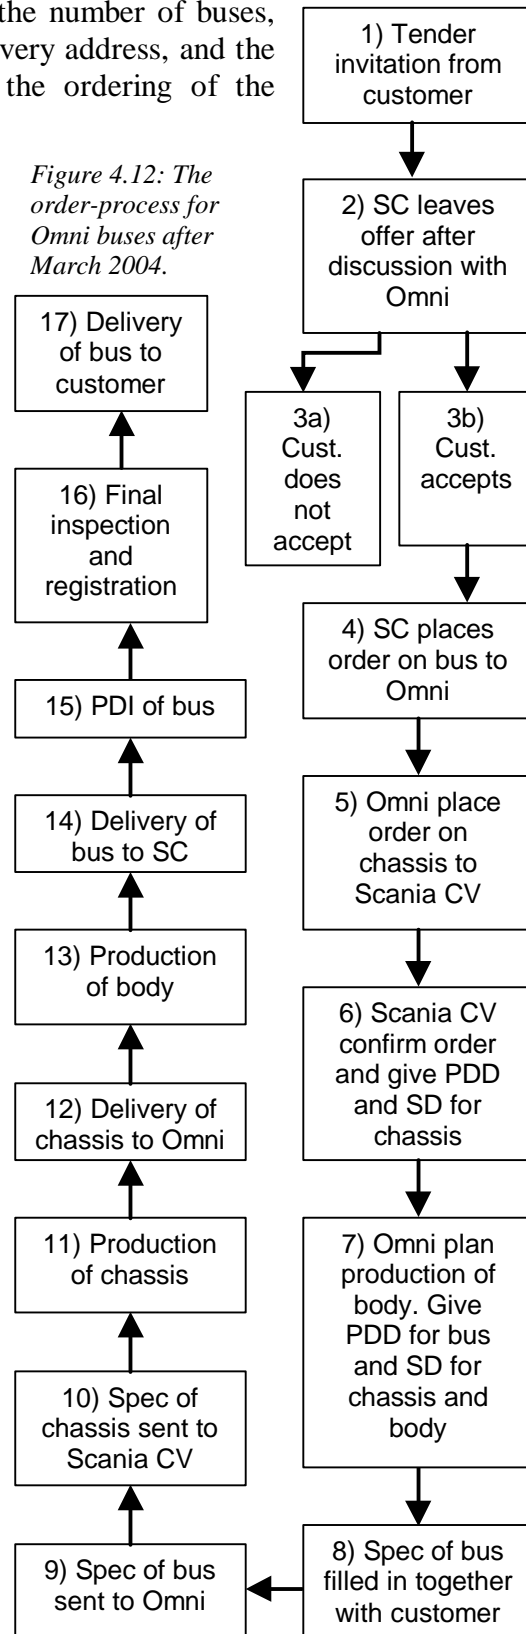 the number of buses,
very address, and the
the ordering of the
Figure 4.12: The
order-process for
Omni buses after
March 2004.
1) Tender
invitation from
customer
2) SC leaves
offer after
discussion with
Omni
3a)
Cust.
does
not
accept
3b)
Cust.
accepts
4) SC places
order on bus to
Omni
5) Omni place
order on
chassis to
Scania CV
6) Scania CV
confirm order
and give PDD
and SD for
chassis
7) Omni plan
production of
body. Give
PDD for bus
and SD for
chassis and
body
8) Spec of bus
filled in together
with customer
9) Spec of bus
sent to Omni
10) Spec of
chassis sent to
Scania CV
11) Production
of chassis
12) Delivery of
chassis to Omni
13) Production
of body
14) Delivery of
bus to SC
15) PDI of bus
16) Final
inspection
and
registration
17) Delivery
of bus to
customer